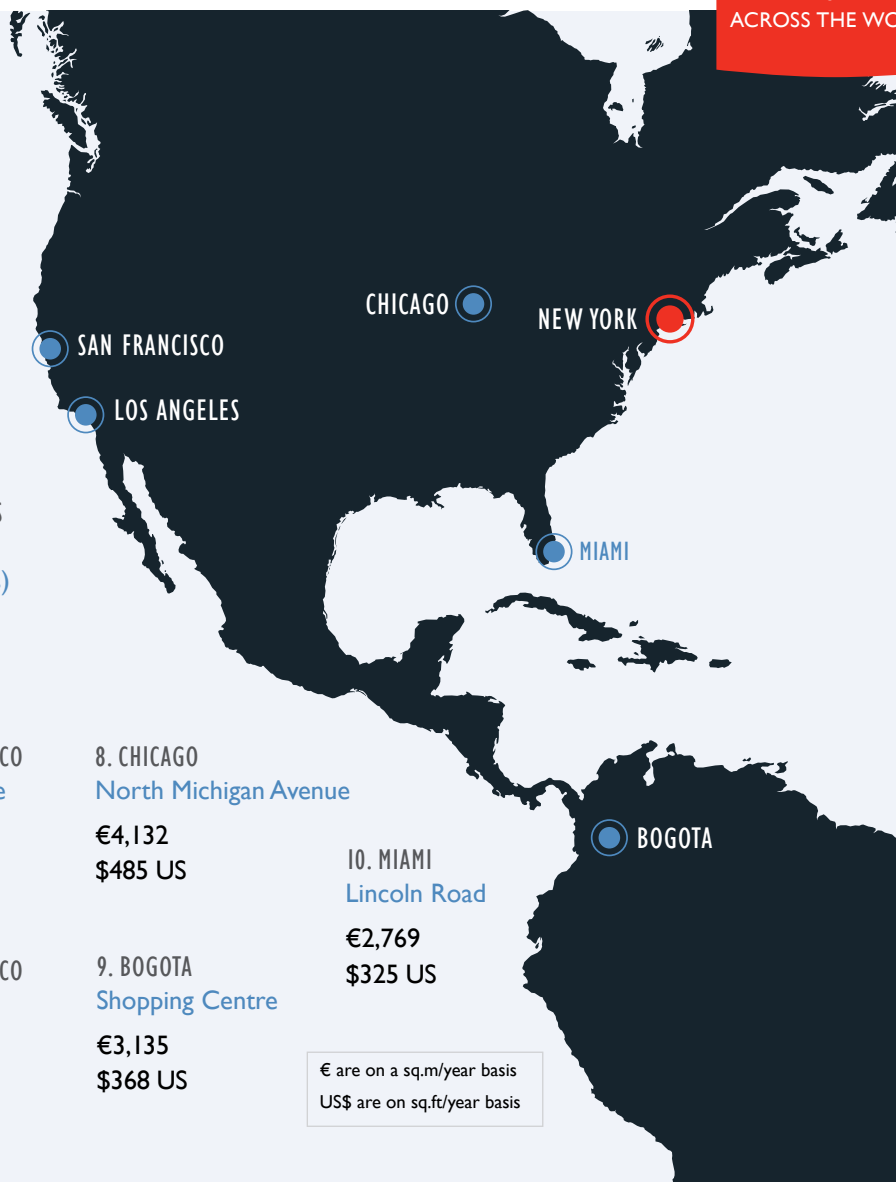 ACROSS THE
CHICAGO
NEW YORK
SAN FRANCISCO
LOS ANGELES
MIAMI
8. CHICAGO
North Michigan Avenue
€4,132
$485 US
10. MIAMI
Lincoln Road
€2,769
$325 US
BOGOTA
9. BOGOTA
Shopping Centre
€3,135
$368 US
€ are on a sq.m/year basis
US$ are on sq.ft/year basis